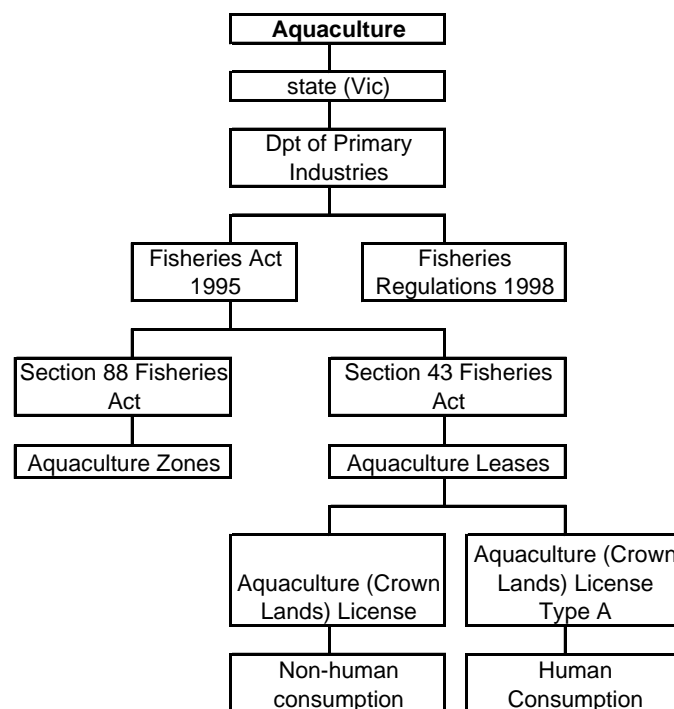 Aquaculture
state (Vic)
Dpt of Primary
Industries
Fisheries Act
1995
Fisheries
Regulations 1998
Section 88 Fisheries
Act
Section 43 Fisheries
Act
Aquaculture Zones
Aquaculture Leases
Aquaculture (Crown
Lands) License
Aquaculture (Crown
Lands) License
Type A
Non-human
consumption
Human
Consumption